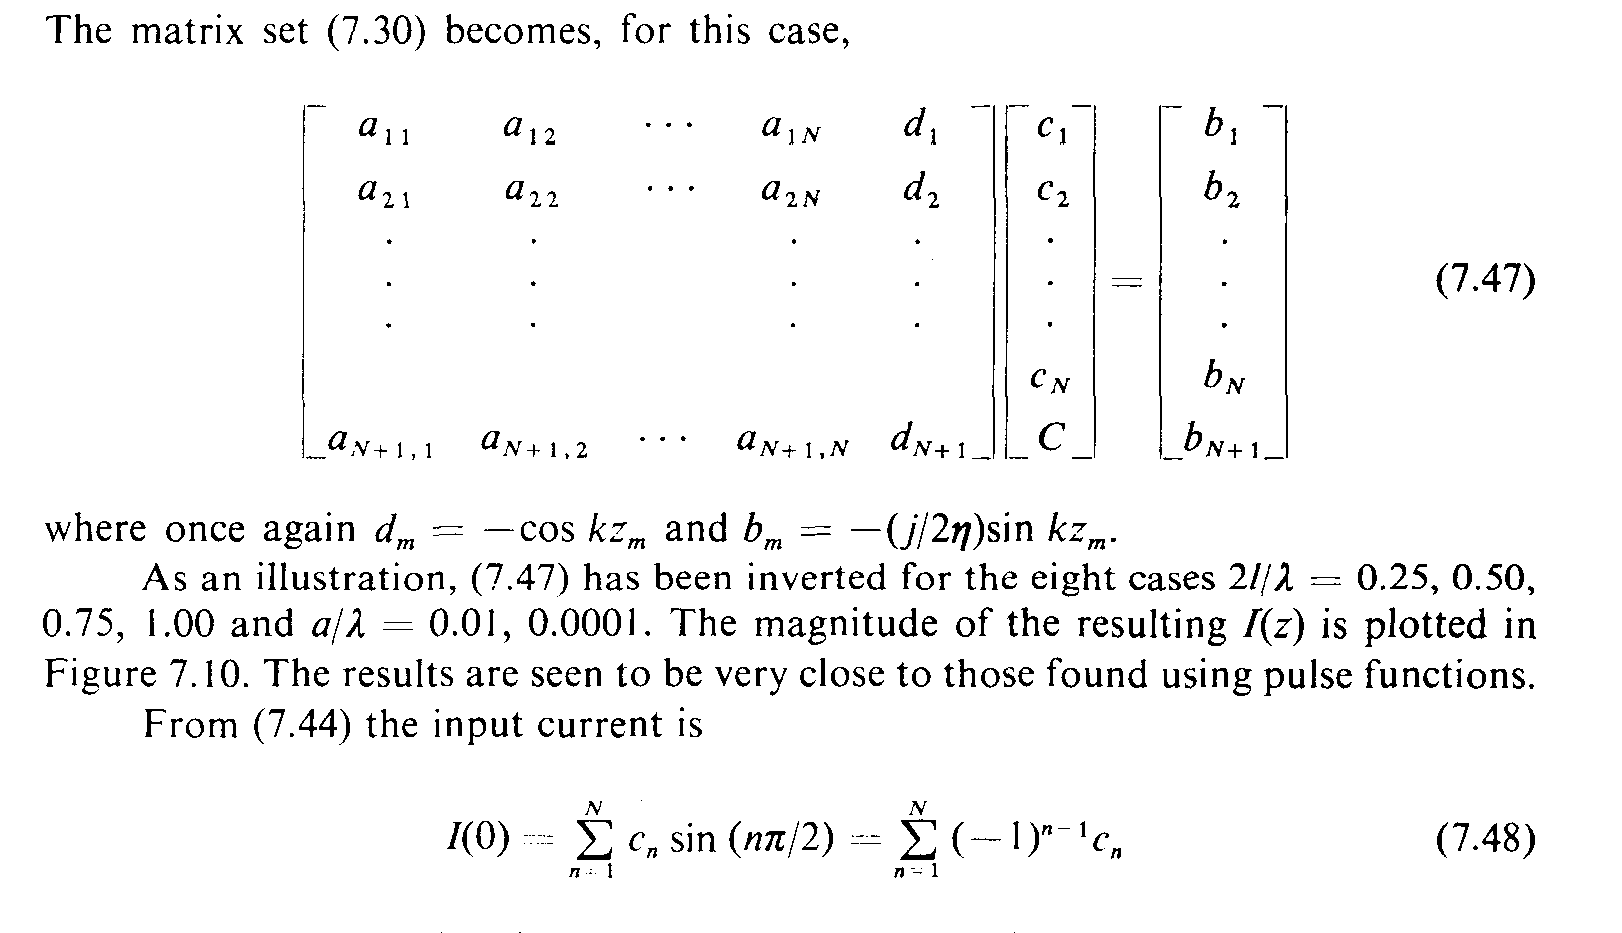 The matrix set (7.30) becomes, for this case,
a₁₁ a₁₂ ··· a₁N d₁ c₁ b₁
a₂₁ a₂₂ ··· a₂N d₂ c₂ b₂
. . . . . .
. . . . . = . (7.47)
. . . . . .
cN bN
aN+1,1 aN+1,2 ··· aN+1,N dN+1 C bN+1
where once again dₘ = −cos kzₘ and bₘ = −(j/2η)sin kzₘ.
As an illustration, (7.47) has been inverted for the eight cases 2l/λ = 0.25, 0.50,
0.75, 1.00 and a/λ = 0.01, 0.0001. The magnitude of the resulting I(z) is plotted in
Figure 7.10. The results are seen to be very close to those found using pulse functions.
From (7.44) the input current is
I(0) = ∑ₙ₌₁ᴺ cₙ sin (nπ/2) = ∑ₙ₌₁ᴺ (−1)ⁿ⁻¹cₙ (7.48)